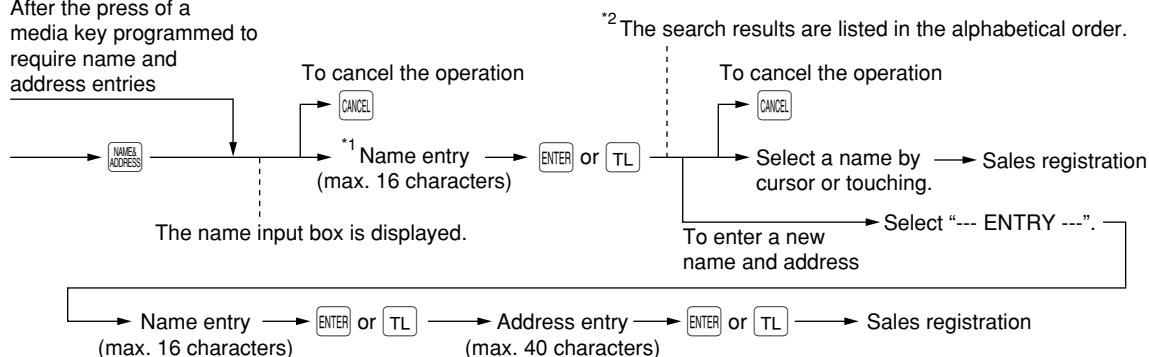 After the press of a
media key programmed to
require name and
address entries
*2 The search results are listed in the alphabetical order.
To cancel the operation
To cancel the operation
CANCEL
CANCEL
NAME&
ADDRESS
*1 Name entry
(max. 16 characters)
ENTER or TL
Select a name by
cursor or touching.
Sales registration
The name input box is displayed.
To enter a new
name and address
Select “--- ENTRY ---”.
Name entry
(max. 16 characters)
ENTER or TL
Address entry
(max. 40 characters)
ENTER or TL
Sales registration